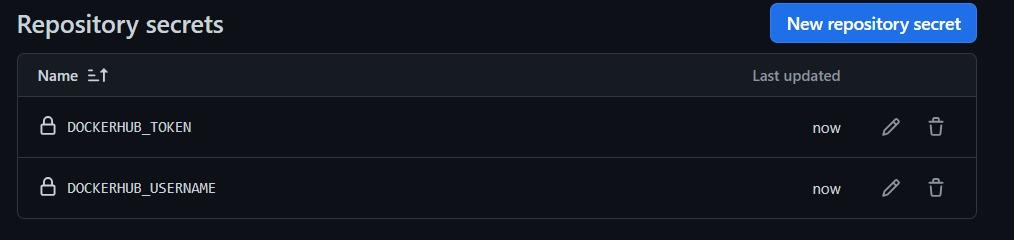 Repository secrets
New repository secret
Name
Last updated
DOCKERHUB_TOKEN
now
DOCKERHUB_USERNAME
now